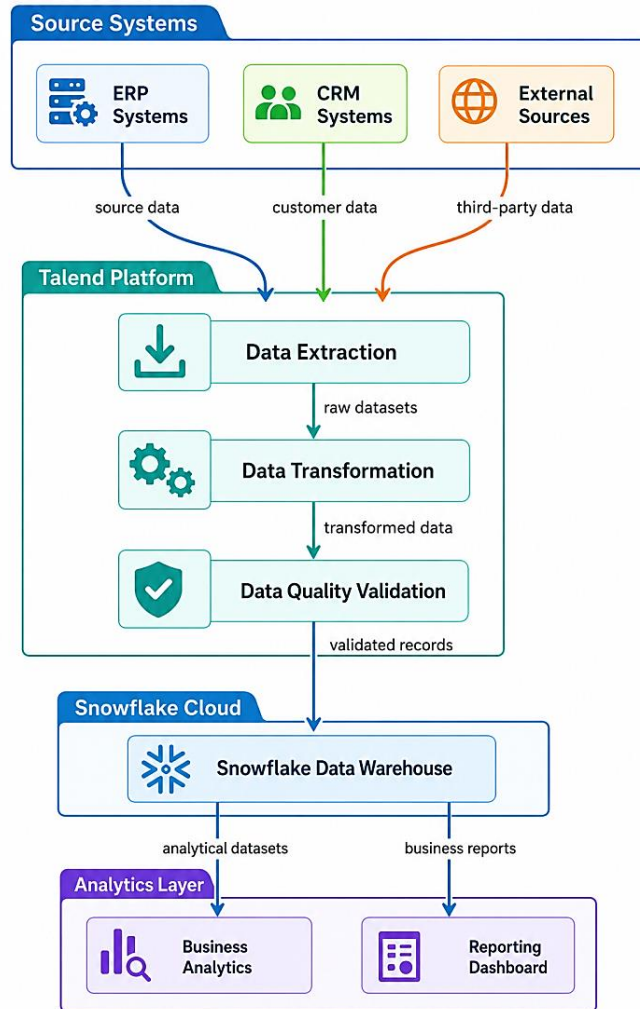 Source Systems
ERP
Systems
CRM
Systems
External
Sources
source data
customer data
third-party data
Talend Platform
Data Extraction
raw datasets
Data Transformation
transformed data
Data Quality Validation
validated records
Snowflake Cloud
Snowflake Data Warehouse
analytical datasets
business reports
Analytics Layer
Business
Analytics
Reporting
Dashboard